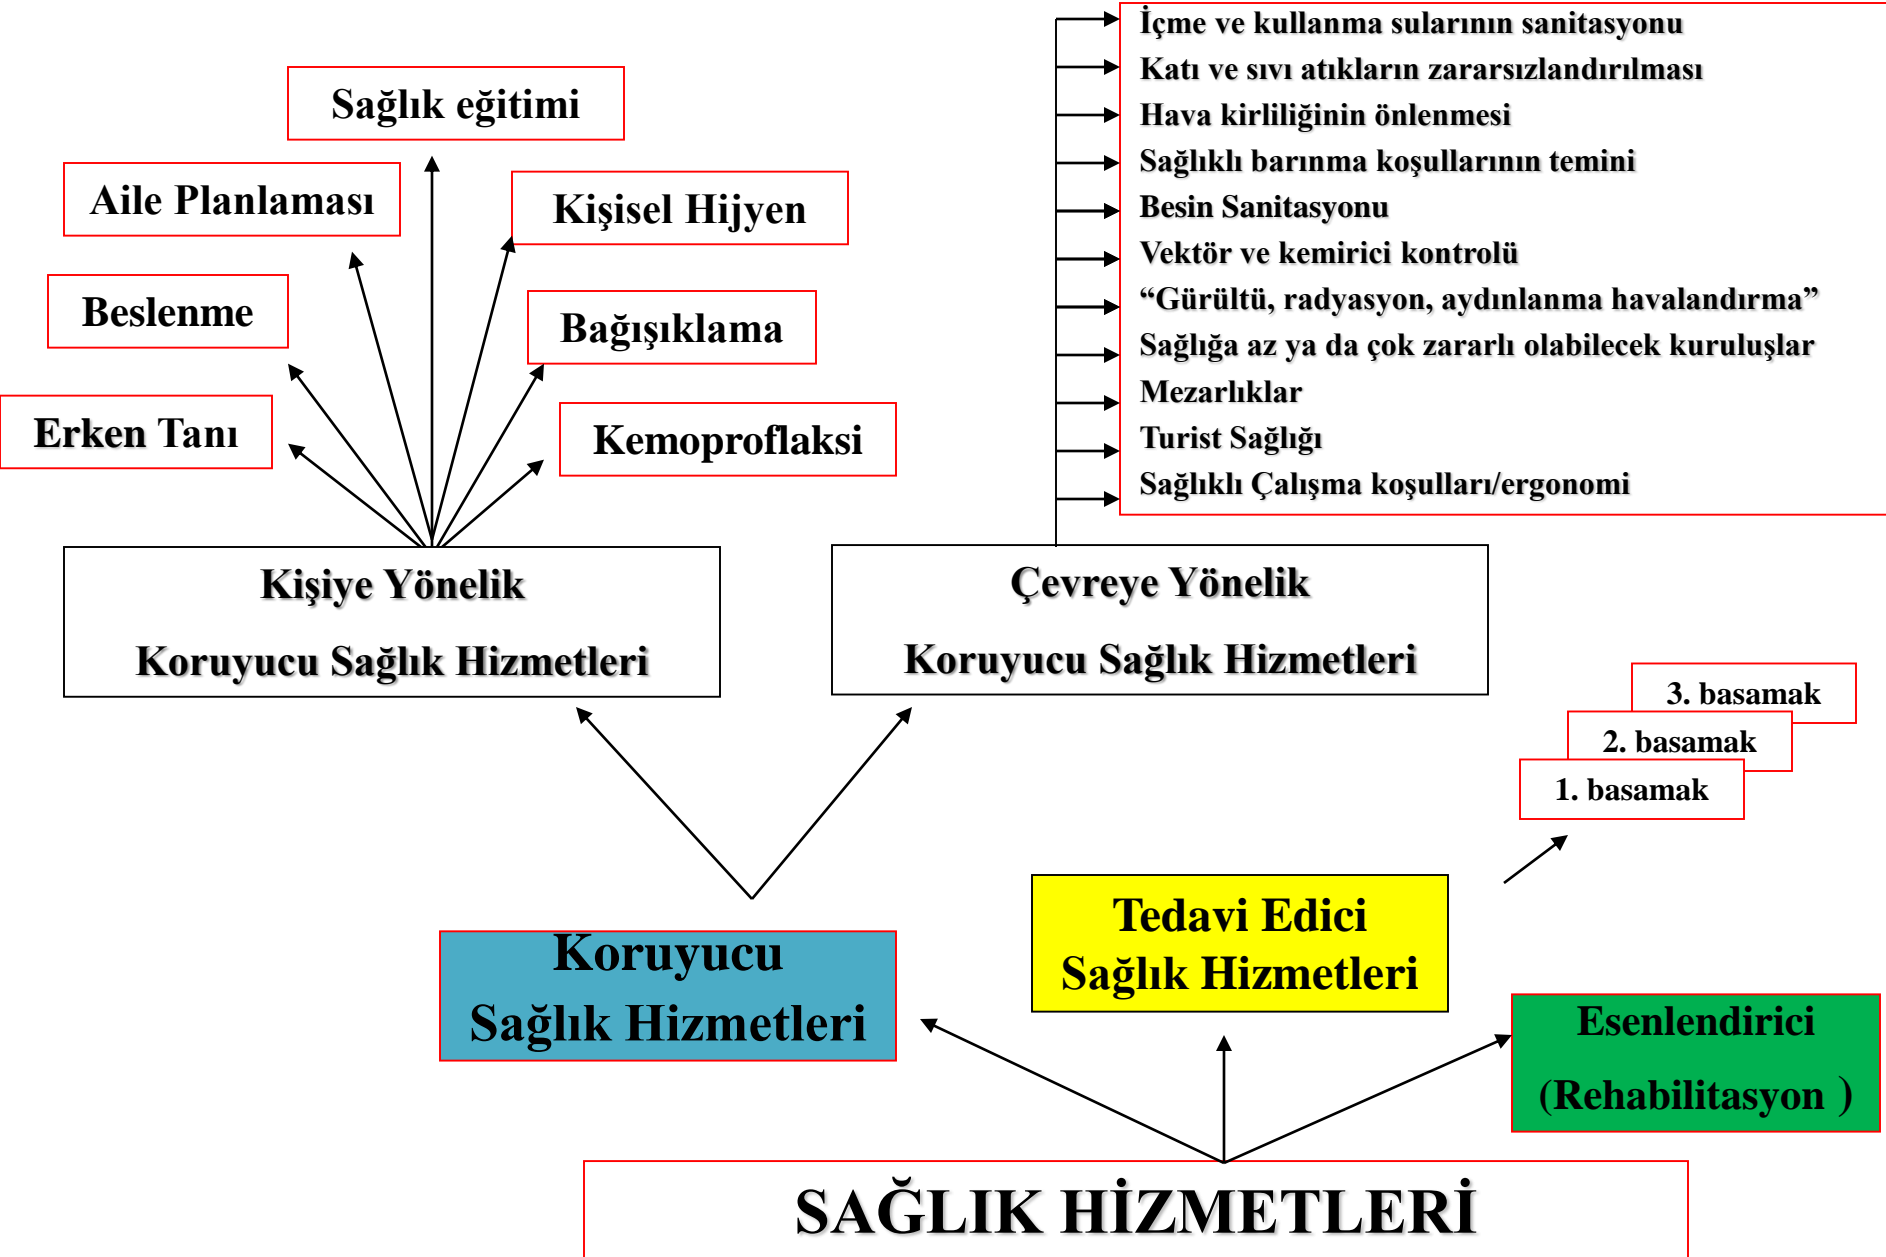 Sağlık eğitimi
Aile Planlaması
Kişisel Hijyen
Beslenme
Bağışıklama
Erken Tanı
Kemoproflaksi
İçme ve kullanma sularının sanitasyonu
Katı ve sıvı atıkların zararsızlandırılması
Hava kirliliğinin önlenmesi
Sağlıklı barınma koşullarının temini
Besin Sanitasyonu
Vektör ve kemirici kontrolü
“Gürültü, radyasyon, aydınlanma havalandırma”
Sağlığa az ya da çok zararlı olabilecek kuruluşlar
Mezarlıklar
Turist Sağlığı
Sağlıklı Çalışma koşulları/ergonomi
Kişiye Yönelik
Koruyucu Sağlık Hizmetleri
Çevreye Yönelik
Koruyucu Sağlık Hizmetleri
3. basamak
2. basamak
1. basamak
Koruyucu
Sağlık Hizmetleri
Tedavi Edici
Sağlık Hizmetleri
Esenlendirici
(Rehabilitasyon )
SAĞLIK HİZMETLERİ